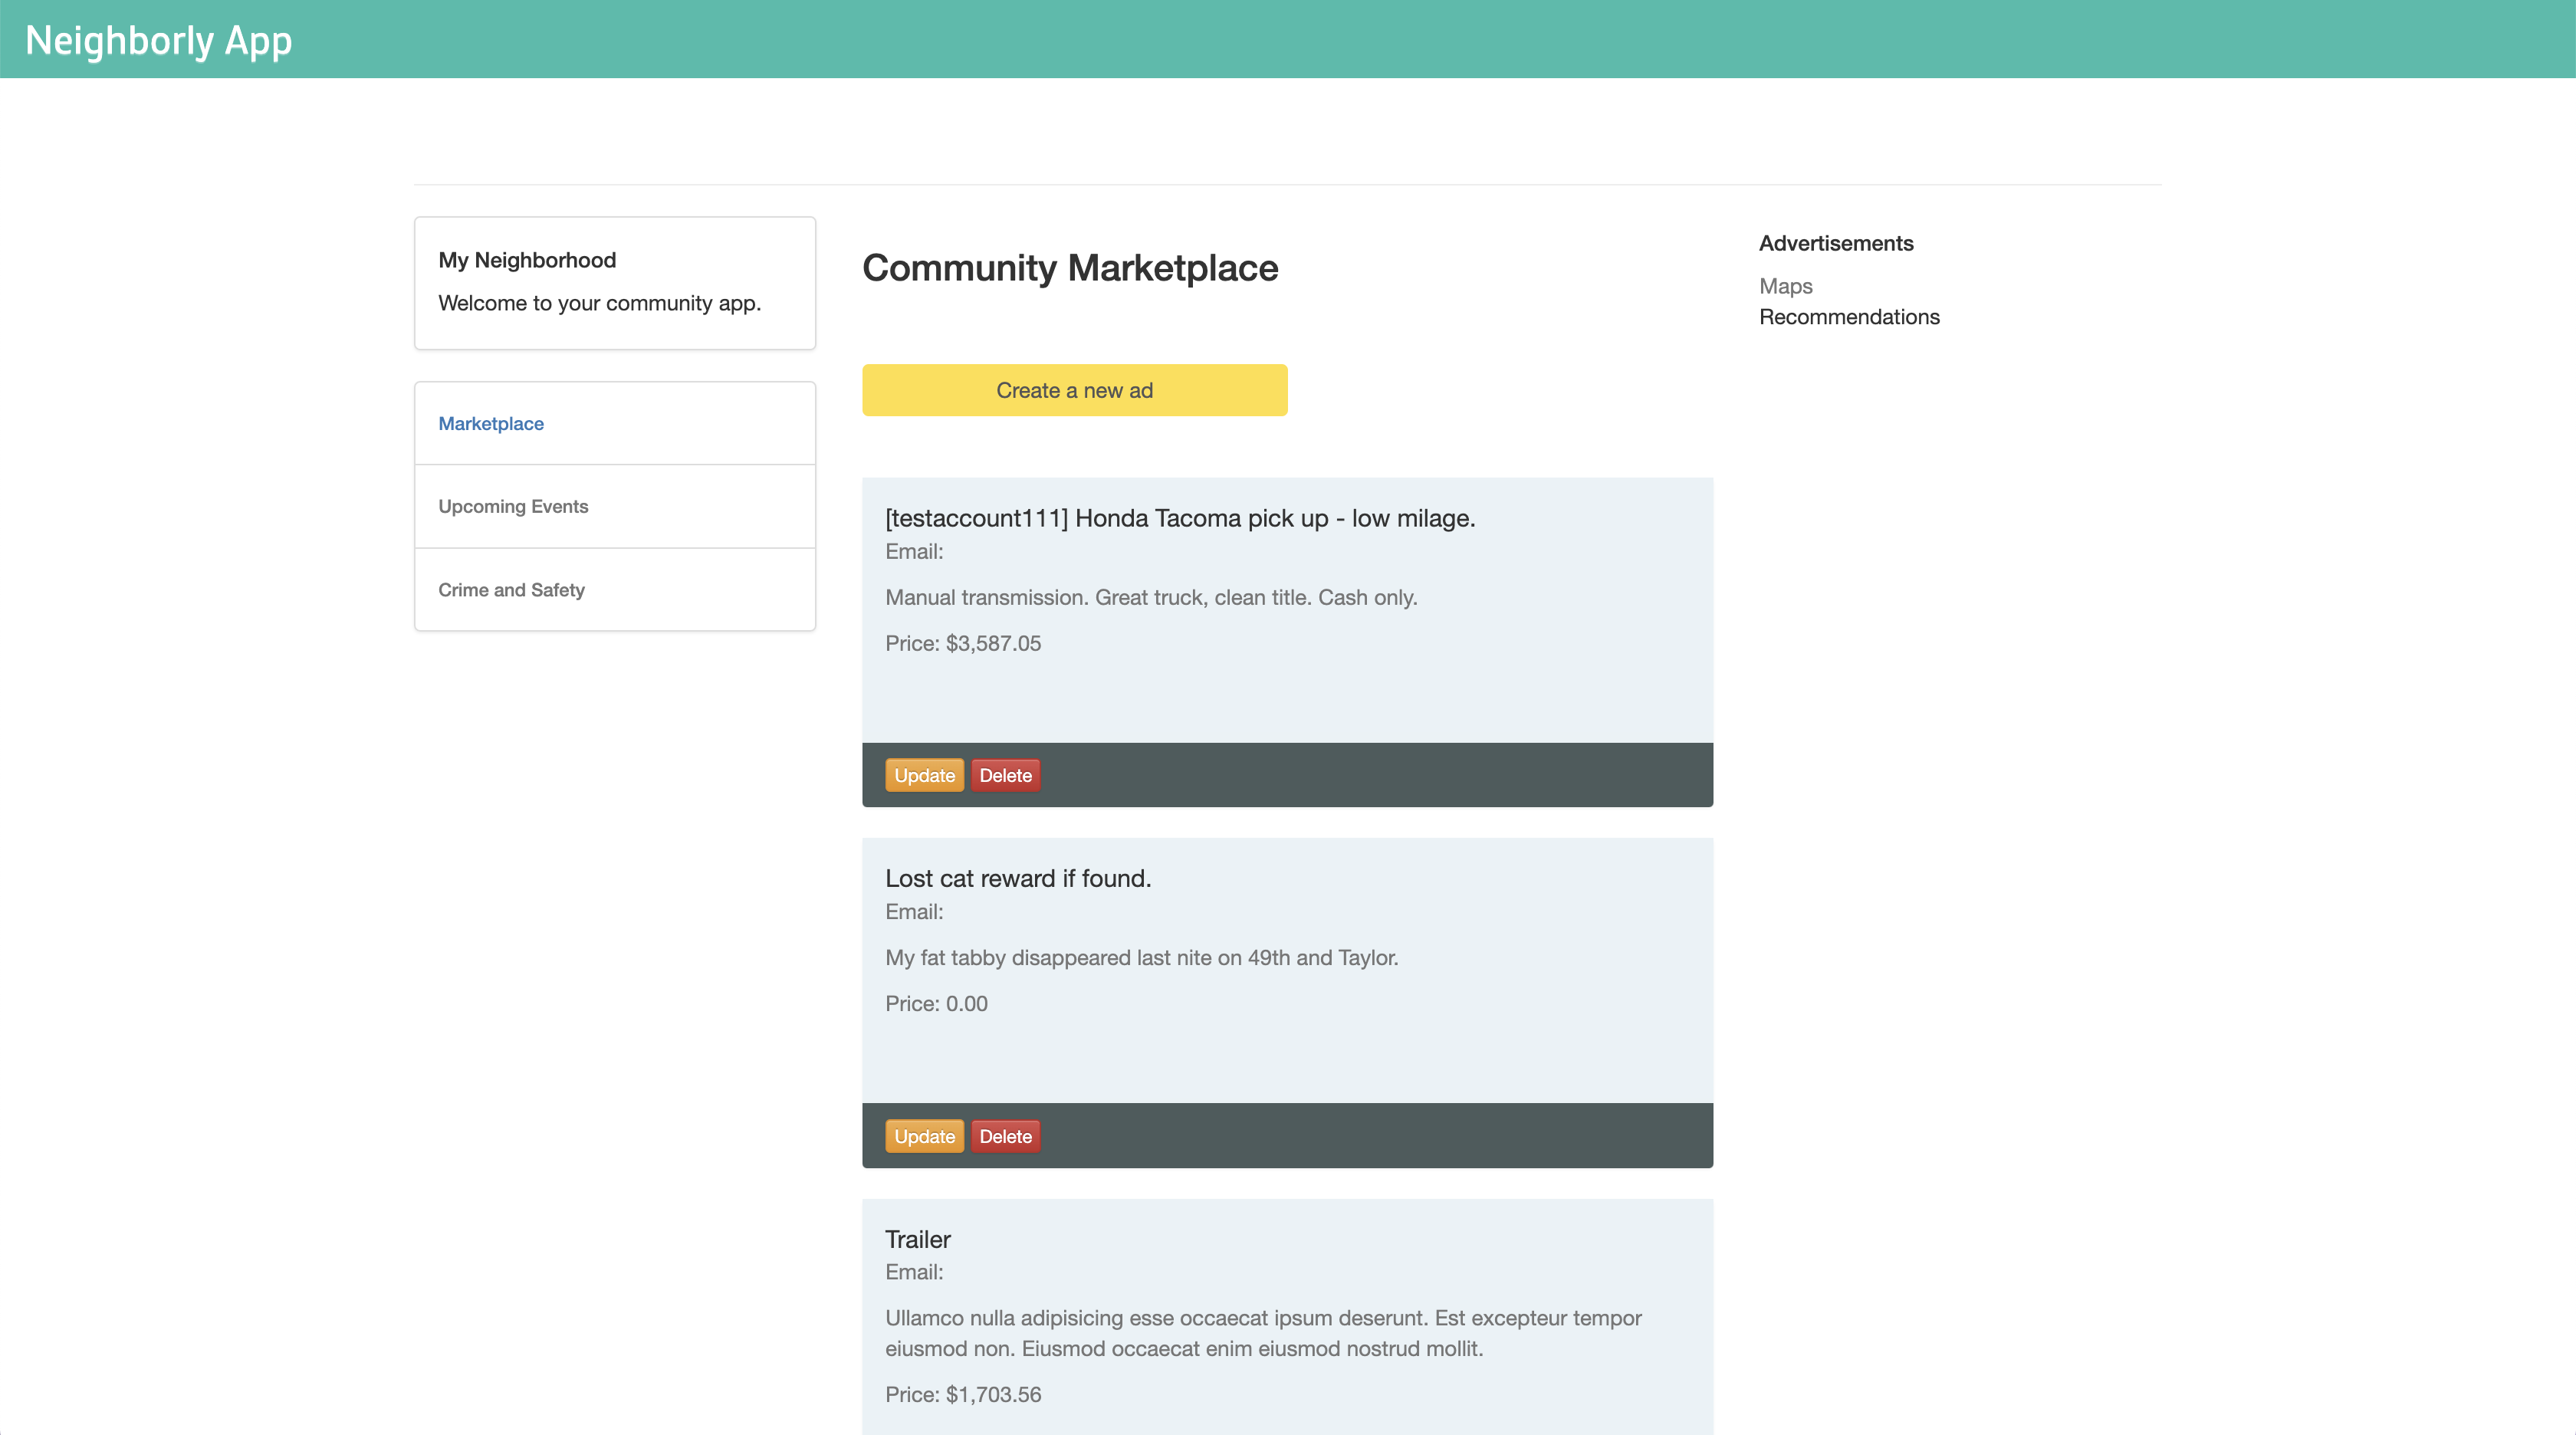 Neighborly App
My Neighborhood
Welcome to your community app.
Marketplace
Upcoming Events
Crime and Safety
Community Marketplace
Create a new ad
[testaccount111] Honda Tacoma pick up - low milage.
Email:
Manual transmission. Great truck, clean title. Cash only.
Price: $3,587.05
Update Delete
Lost cat reward if found.
Email:
My fat tabby disappeared last nite on 49th and Taylor.
Price: 0.00
Update Delete
Trailer
Email:
Ullamco nulla adipisicing esse occaecat ipsum deserunt. Est excepteur tempor
eiusmod non. Eiusmod occaecat enim eiusmod nostrud mollit.
Price: $1,703.56
Advertisements
Maps
Recommendations